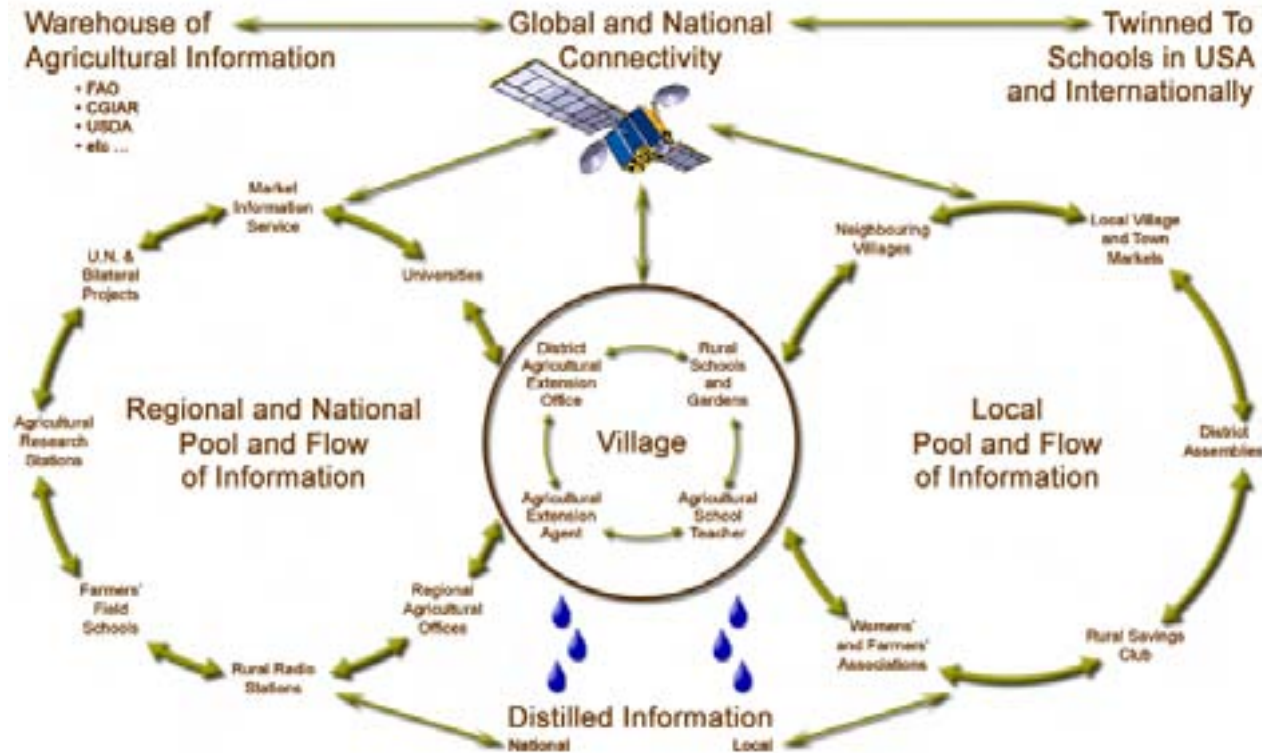 Warehouse of
Agricultural Information
• FAO
• CGIAR
• USDA
• etc ...
Global and National
Connectivity
Twinned To
Schools in USA
and Internationally
Market
Information
Service
U.N. &
Bilateral
Projects
Universities
Agricultural
Research
Stations
Regional and National
Pool and Flow
of Information
Farmers'
Field
Schools
Rural Radio
Stations
Regional
Agricultural
Offices
District
Agricultural
Extension
Office
Rural
Schools
and
Gardens
Village
Agricultural
Extension
Agent
Agricultural
School
Teacher
Neighbouring
Villages
Local Village
and Town
Markets
Local
Pool and Flow
of Information
District
Assemblies
Womens'
and Farmers'
Associations
Rural Savings
Club
Distilled Information
National
Local